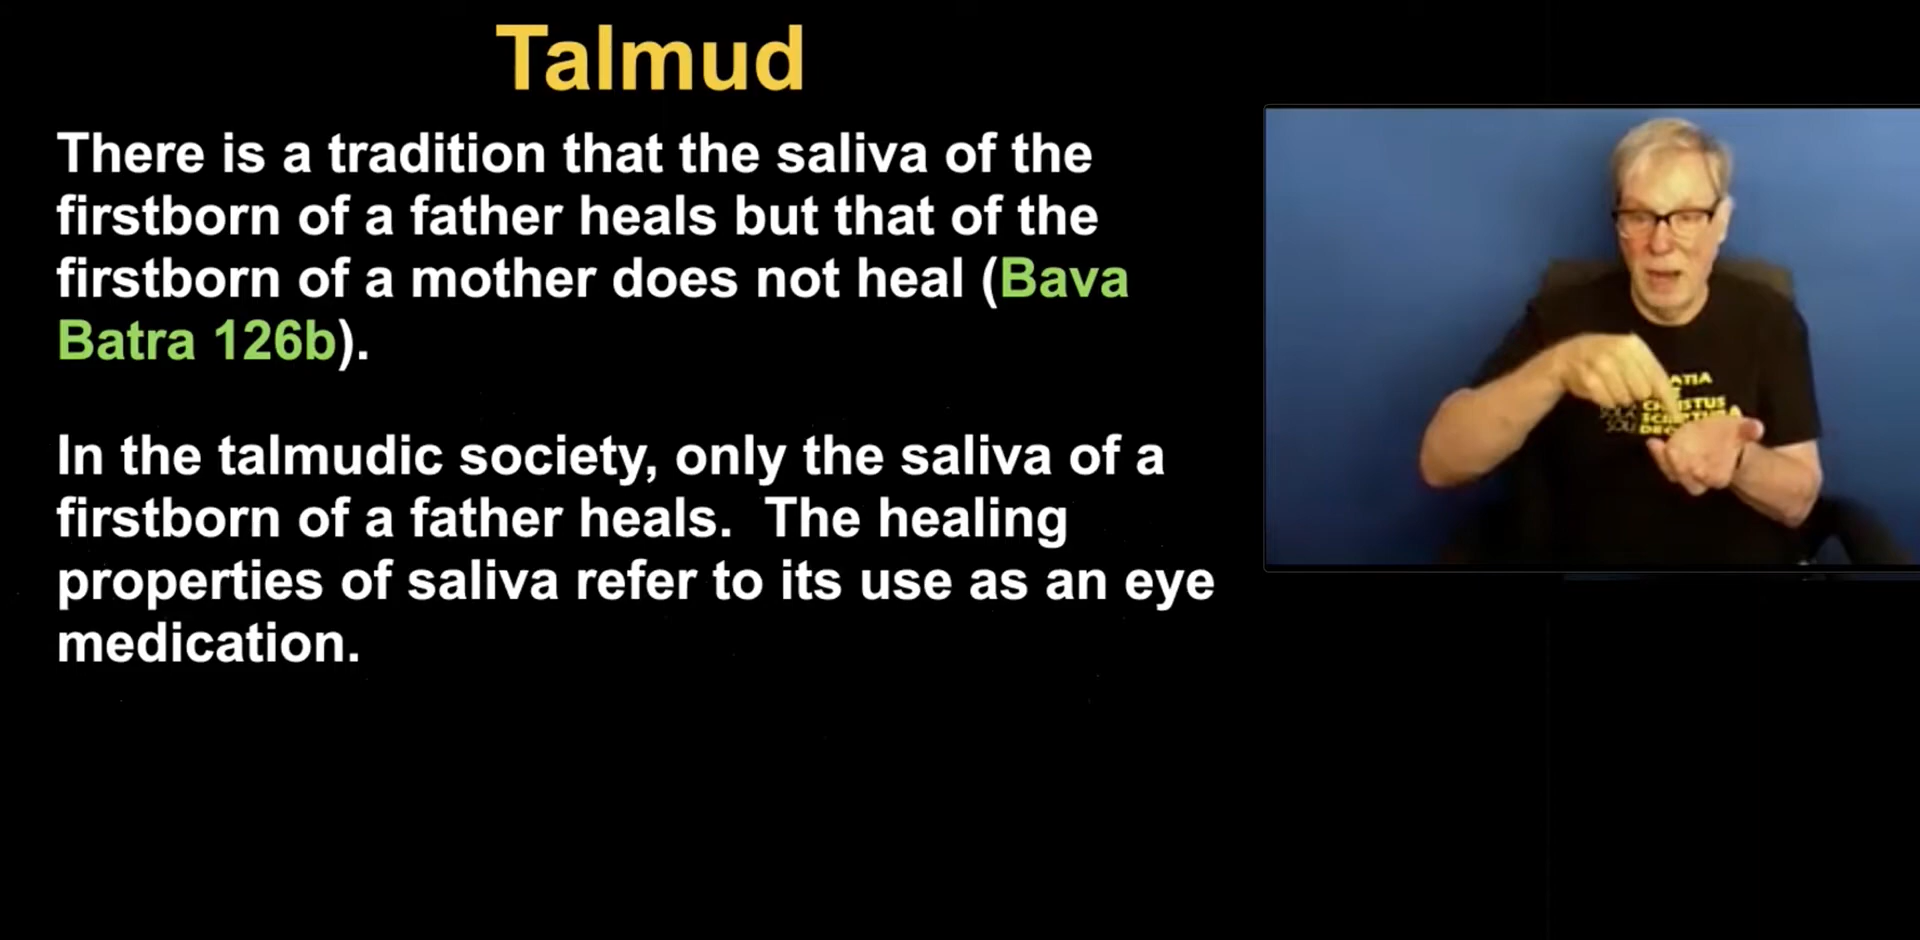 Talmud
There is a tradition that the saliva of the
firstborn of a father heals but that of the
firstborn of a mother does not heal (Bava
Batra 126b).
In the talmudic society, only the saliva of a
firstborn of a father heals.  The healing
properties of saliva refer to its use as an eye
medication.